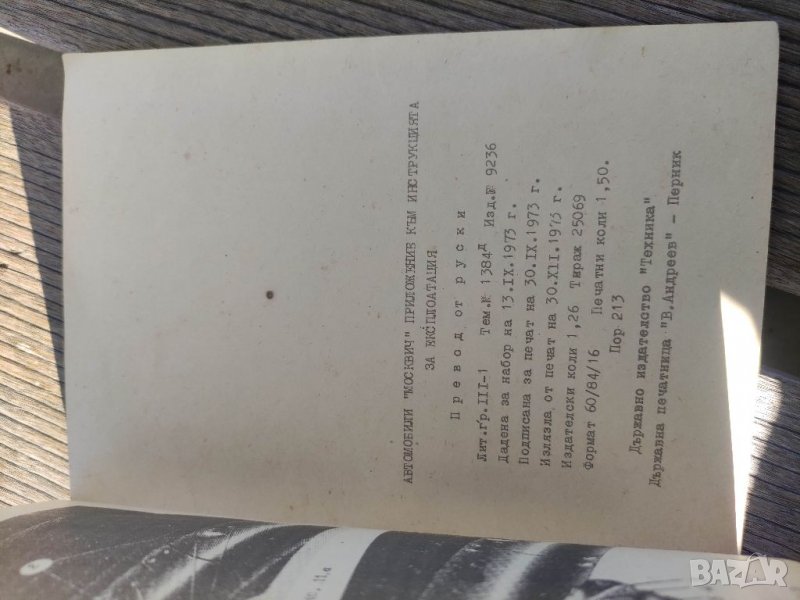 АВТОМОБИЛИ "МОСКВИЧ" ПРИЛОЖЕНИЕ КЪМ ИНСТРУКЦИЯТА
ЗА ЕКСПЛОАТАЦИЯ
Превод от руски
Лит.гр.III-1 Тем.№ 1384д Изд.№ 9236
Дадена за набор на 13.IX.1973 г.
Подписана за печат на 30.IX.1973 г.
Излязла от печат на 30.XII.1973 г.
Издателски коли 1,26 Тираж 25069
Формат 60/84/16 Печатни коли 1,50.
Пор 213
Държавно издателство "Техника"
Държавна печатница "В.Андреев" – Перник
11.а
BAZAR